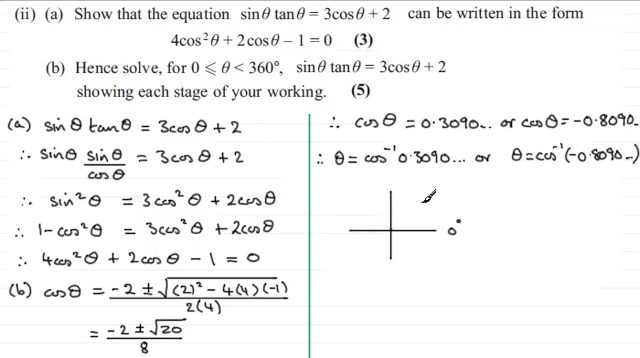 (ii) (a) Show that the equation sinθ tanθ = 3cosθ + 2 can be written in the form
4cos²θ + 2cosθ – 1 = 0 (3)
(b) Hence solve, for 0 ⩽ θ < 360°, sinθ tanθ = 3cosθ + 2
showing each stage of your working. (5)
(a) sinθ tanθ = 3cosθ + 2
∴ sinθ sinθ/cosθ = 3cosθ + 2
∴ sin²θ = 3cos²θ + 2cosθ
∴ 1 - cos²θ = 3cos²θ + 2cosθ
∴ 4cos²θ + 2cosθ - 1 = 0
(b) cosθ = (-2 ± √((2)² - 4(4)(-1)))/2(4)
= (-2 ± √20)/8
∴ cosθ = 0.3090... or cosθ = -0.8090...
∴ θ = cos⁻¹ 0.3090... or θ = cos⁻¹(-0.8090...)
0°